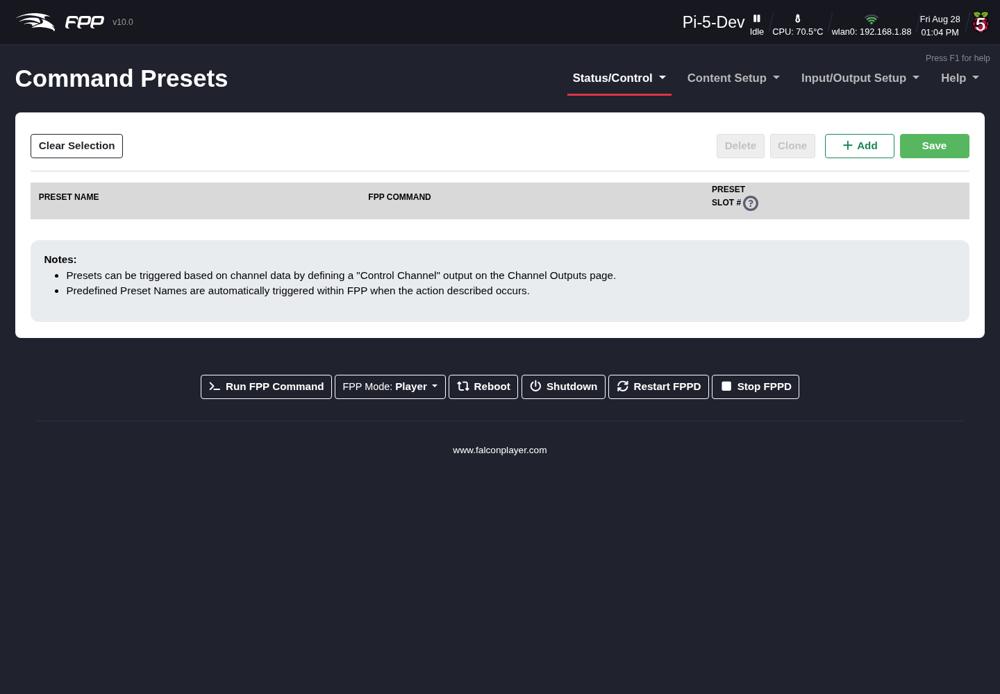 FPP v10.0
Pi-5-Dev
Idle
CPU: 70.5°C
wlan0: 192.168.1.88
Fri Aug 28
01:04 PM
5
Press F1 for help
Command Presets
Status/Control
Content Setup
Input/Output Setup
Help
Clear Selection
Delete
Clone
Add
Save
PRESET NAME
FPP COMMAND
PRESET
SLOT # ?
Notes:
• Presets can be triggered based on channel data by defining a "Control Channel" output on the Channel Outputs page.
• Predefined Preset Names are automatically triggered within FPP when the action described occurs.
Run FPP Command
FPP Mode: Player
Reboot
Shutdown
Restart FPPD
Stop FPPD
www.falconplayer.com